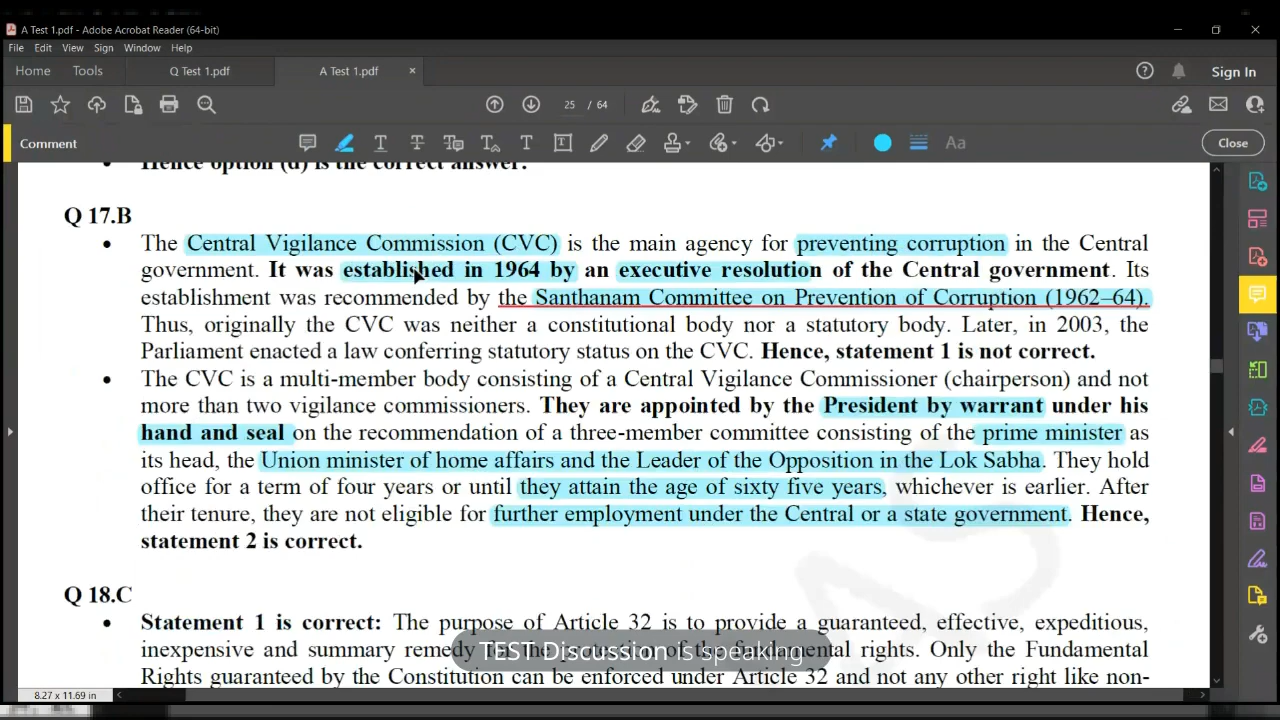 A Test 1.pdf - Adobe Acrobat Reader (64-bit)
File Edit View Sign Window Help
Home Tools Q Test 1.pdf A Test 1.pdf × Sign In
25 / 64
Comment Aa Close
Hence option (d) is the correct answer.
Q 17.B
• The Central Vigilance Commission (CVC) is the main agency for preventing corruption in the Central
government. It was established in 1964 by an executive resolution of the Central government. Its
establishment was recommended by the Santhanam Committee on Prevention of Corruption (1962–64).
Thus, originally the CVC was neither a constitutional body nor a statutory body. Later, in 2003, the
Parliament enacted a law conferring statutory status on the CVC. Hence, statement 1 is not correct.
• The CVC is a multi-member body consisting of a Central Vigilance Commissioner (chairperson) and not
more than two vigilance commissioners. They are appointed by the President by warrant under his
hand and seal on the recommendation of a three-member committee consisting of the prime minister as
its head, the Union minister of home affairs and the Leader of the Opposition in the Lok Sabha. They hold
office for a term of four years or until they attain the age of sixty five years, whichever is earlier. After
their tenure, they are not eligible for further employment under the Central or a state government. Hence,
statement 2 is correct.
Q 18.C
• Statement 1 is correct: The purpose of Article 32 is to provide a guaranteed, effective, expeditious,
inexpensive and summary remedy for the of the fundamental rights. Only the Fundamental
TEST Discussion is speaking
Rights guaranteed by the Constitution can be enforced under Article 32 and not any other right like non-
8.27 x 11.69 in